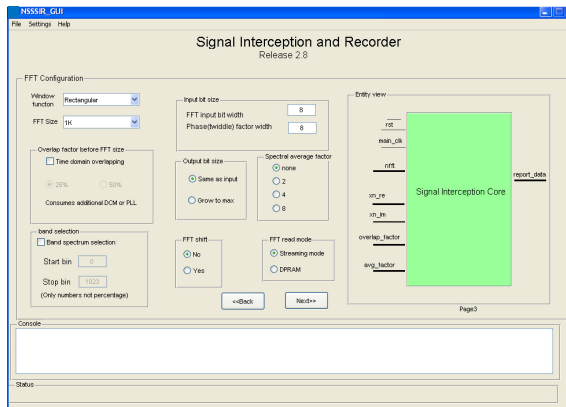 NSSSIR_GUI
File Settings Help
Signal Interception and Recorder
Release 2.8
FFT Configuration
Window functon
Rectangular
FFT Size
1K
Overlap factor before FFT size
Time domain overlapping
25%
50%
Consumes additional DCM or PLL
band selection
Band spectrum selection
Start bin
0
Stop bin
1023
(Only numbers not percentage)
Input bit size
FFT input bit width
8
Phase(twiddle) factor width
8
Output bit size
Same as input
Grow to max
Spectral average factor
none
2
4
8
FFT shift
No
Yes
FFT read mode
Streaming mode
DPRAM
<<Back
Next>>
Entity view
rst
main_clk
nfft
xn_re
xn_im
overlap_factor
avg_factor
Signal Interception Core
report_data
Page3
Console
Status